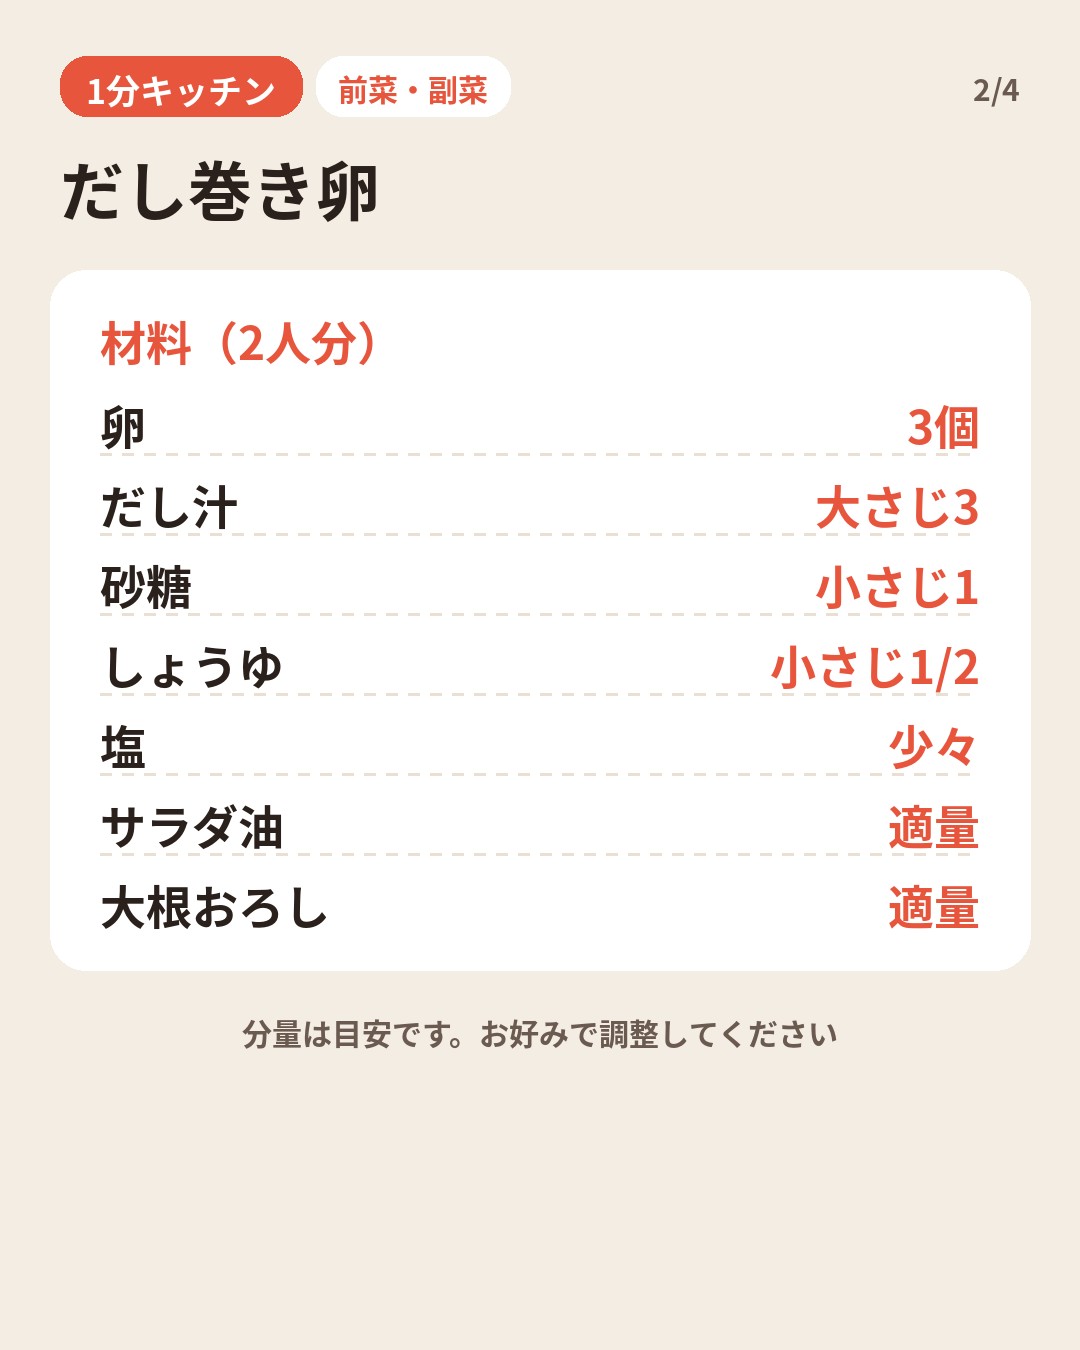 1分キッチン 前菜・副菜 2/4
だし巻き卵
材料（2人分）
卵 3個
だし汁 大さじ3
砂糖 小さじ1
しょうゆ 小さじ1/2
塩 少々
サラダ油 適量
大根おろし 適量
分量は目安です。お好みで調整してください